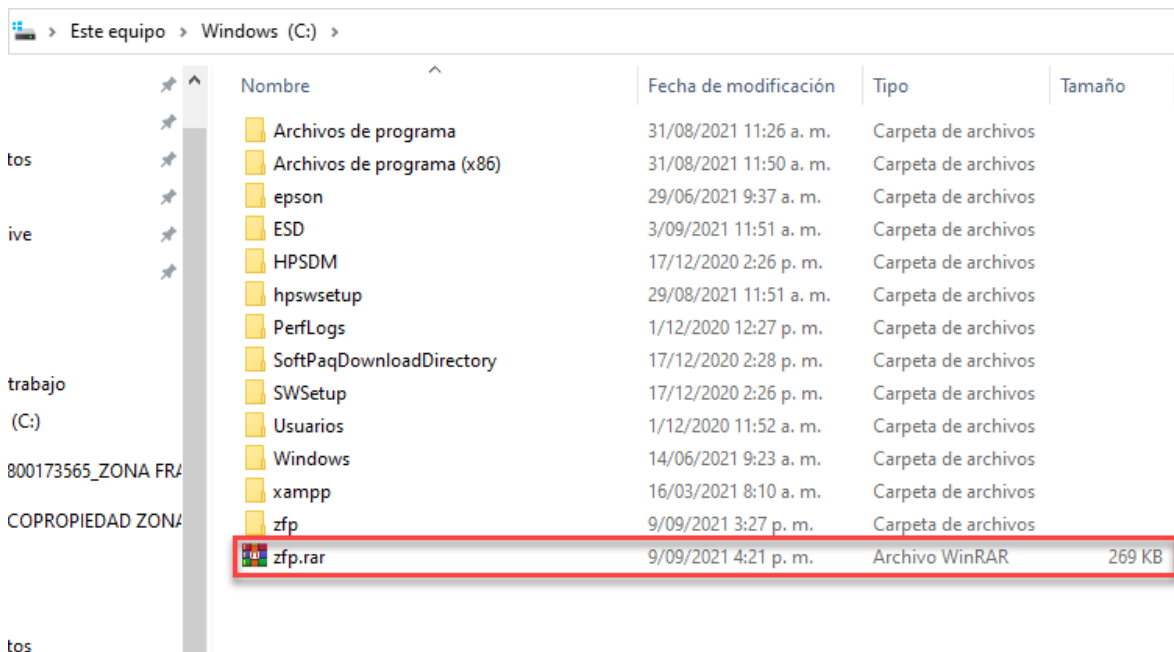 Este equipo > Windows (C:) >
Nombre Fecha de modificación Tipo Tamaño
Archivos de programa 31/08/2021 11:26 a. m. Carpeta de archivos
tos
Archivos de programa (x86) 31/08/2021 11:50 a. m. Carpeta de archivos
epson 29/06/2021 9:37 a. m. Carpeta de archivos
ive
ESD 3/09/2021 11:51 a. m. Carpeta de archivos
HPSDM 17/12/2020 2:26 p. m. Carpeta de archivos
hpswsetup 29/08/2021 11:51 a. m. Carpeta de archivos
PerfLogs 1/12/2020 12:27 p. m. Carpeta de archivos
SoftPaqDownloadDirectory 17/12/2020 2:28 p. m. Carpeta de archivos
trabajo
SWSetup 17/12/2020 2:26 p. m. Carpeta de archivos
(C:)
Usuarios 1/12/2020 11:52 a. m. Carpeta de archivos
Windows 14/06/2021 9:23 a. m. Carpeta de archivos
800173565_ZONA FRA
xampp 16/03/2021 8:10 a. m. Carpeta de archivos
COPROPIEDAD ZONA
zfp 9/09/2021 3:27 p. m. Carpeta de archivos
zfp.rar 9/09/2021 4:21 p. m. Archivo WinRAR 269 KB
tos